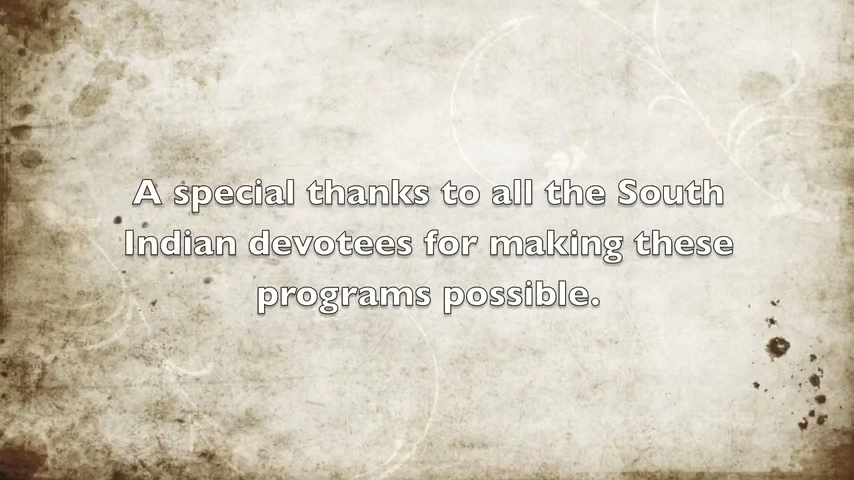 A special thanks to all the South
Indian devotees for making these
programs possible.